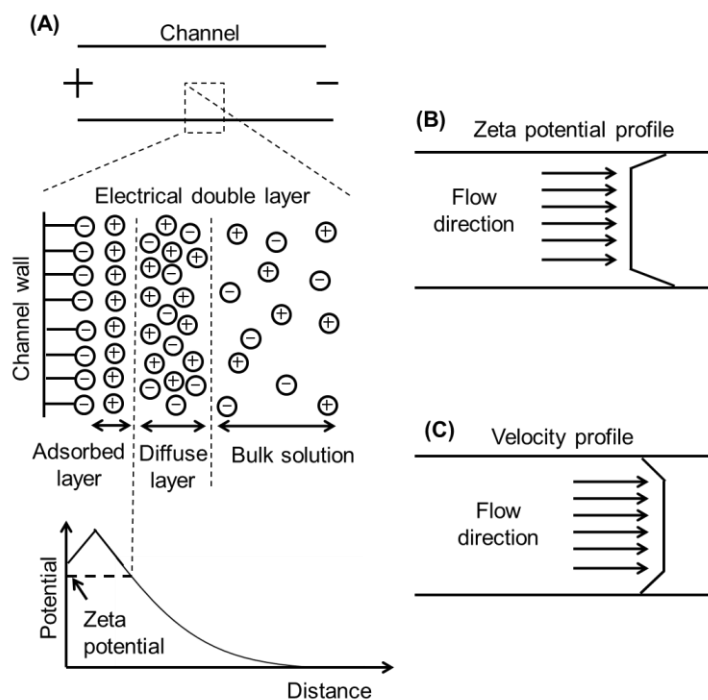 (A)
Channel
+
−
Electrical double layer
Channel wall
Adsorbed
layer
Diffuse
layer
Bulk solution
Potential
Zeta
potential
Distance
(B)
Zeta potential profile
Flow
direction
(C)
Velocity profile
Flow
direction